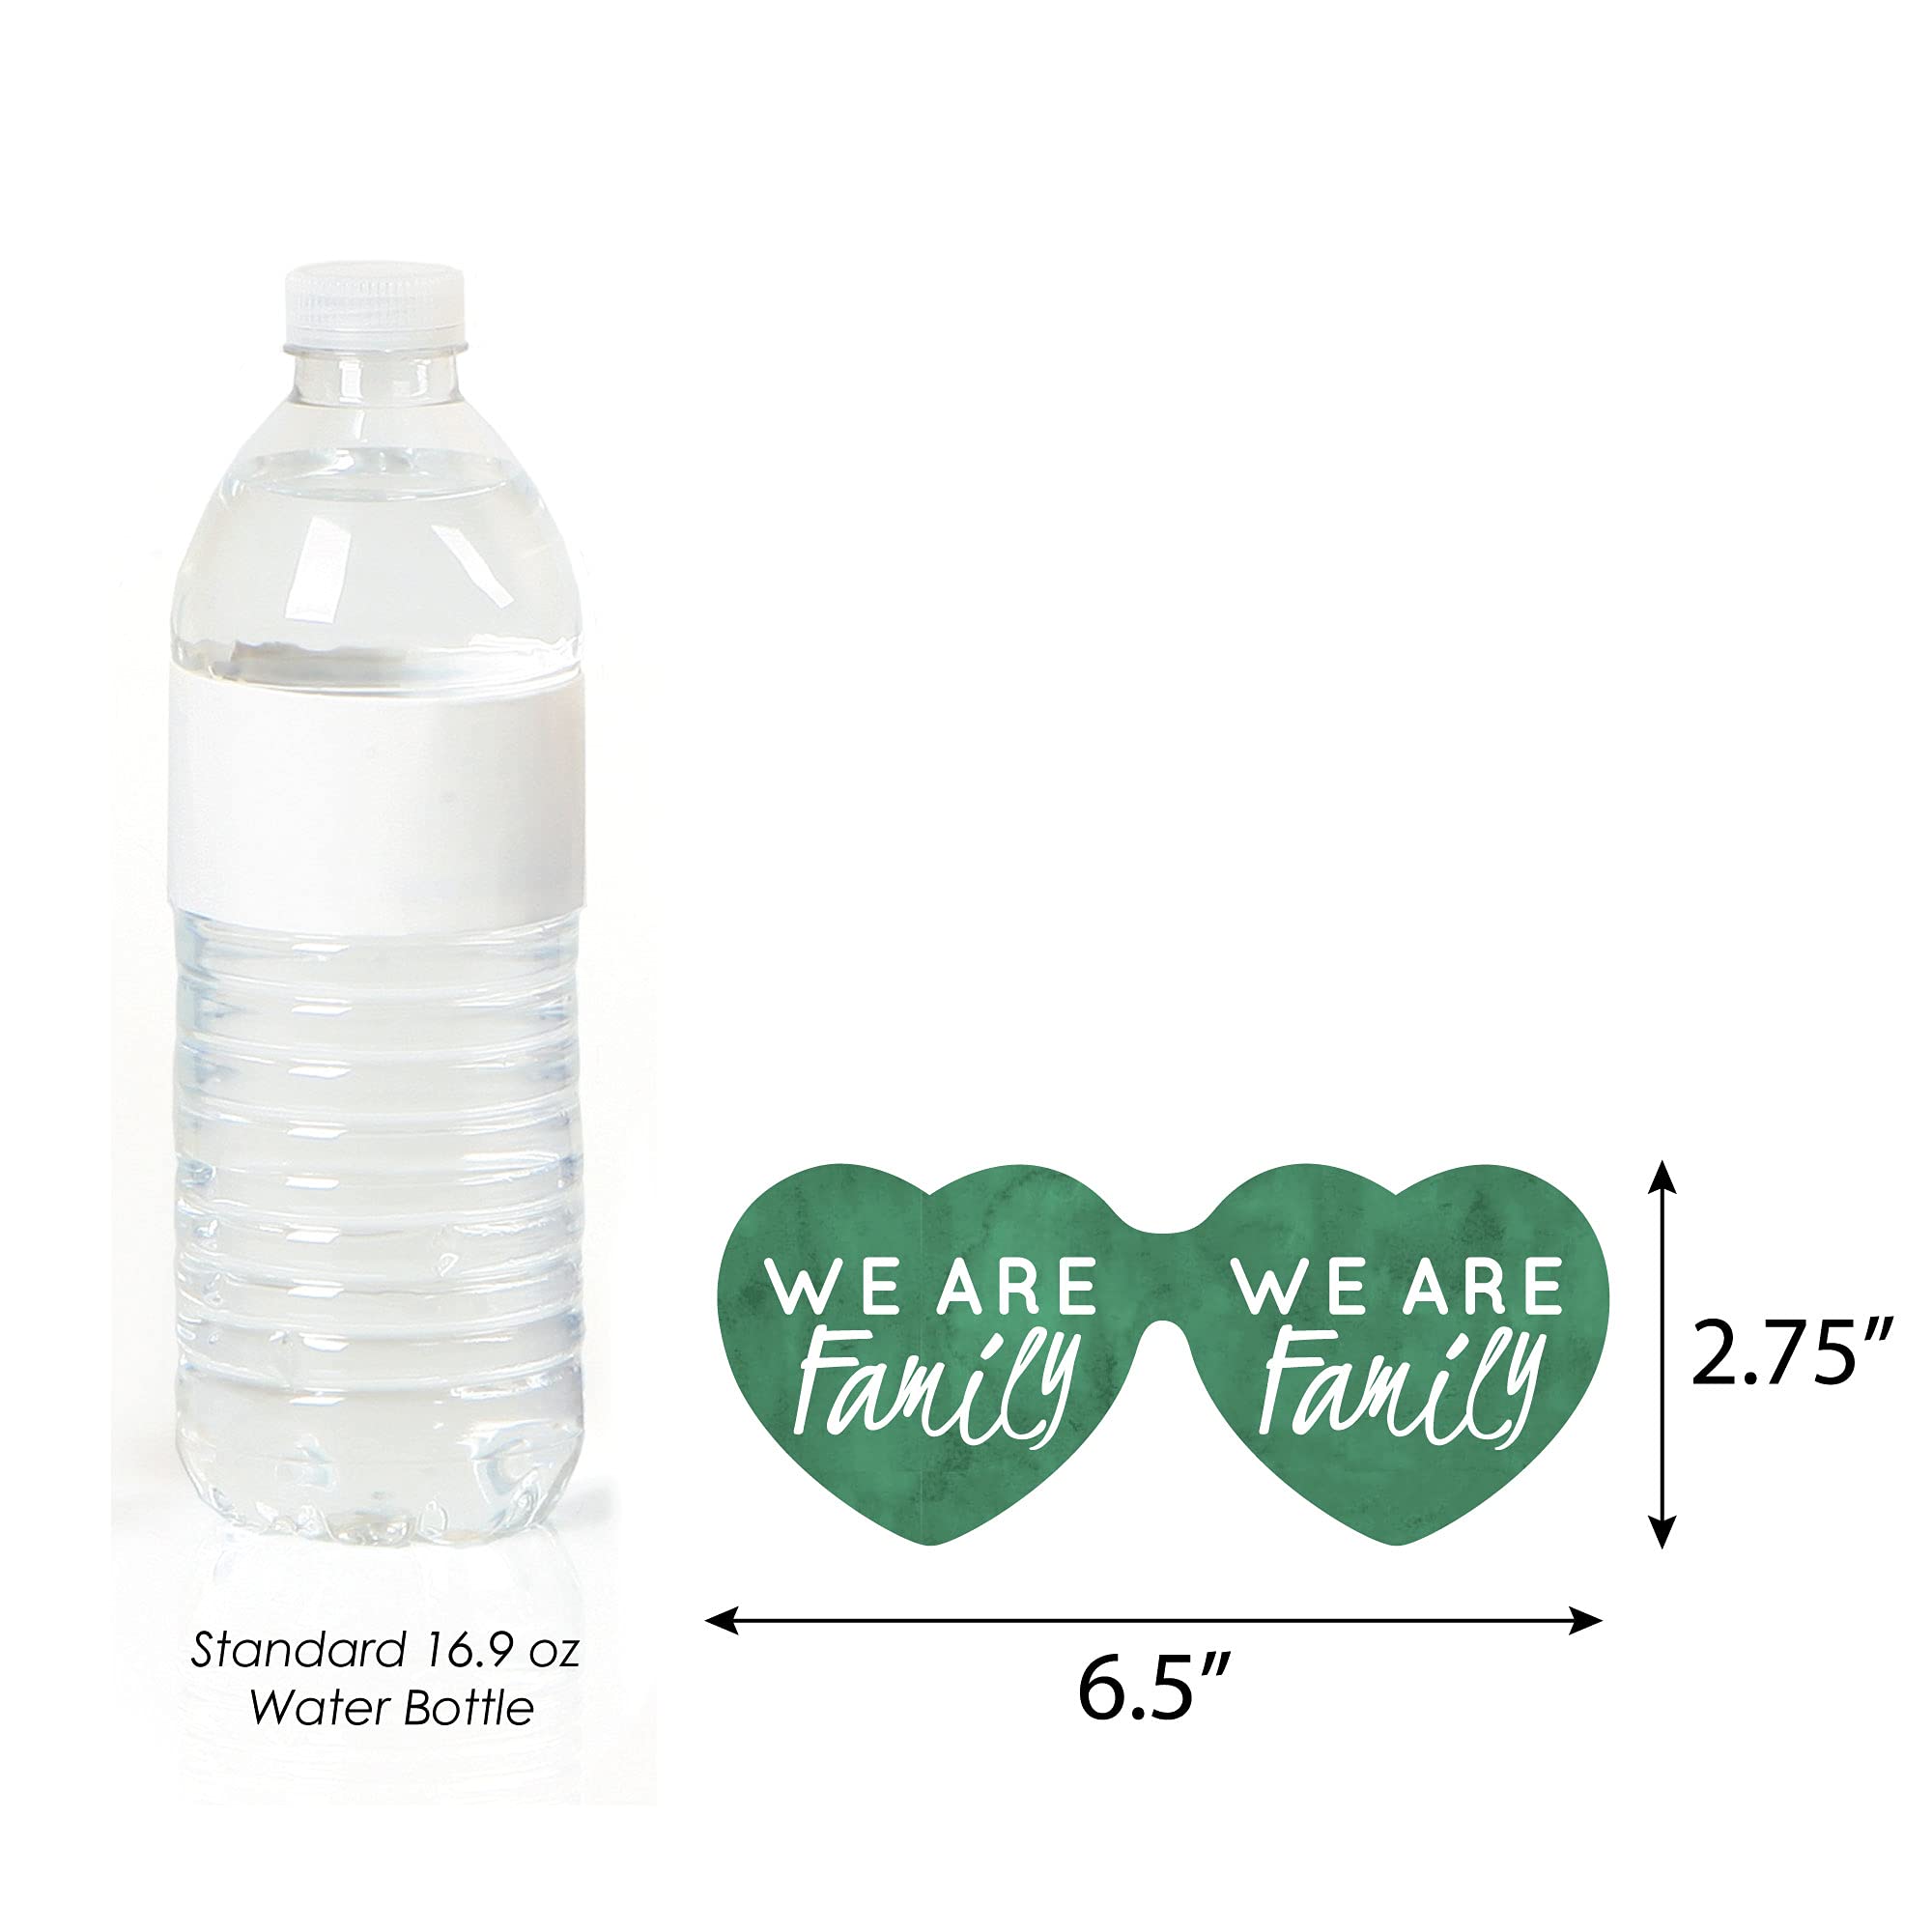 WE ARE
Family
WE ARE
Family
2.75”
6.5”
Standard 16.9 oz
Water Bottle